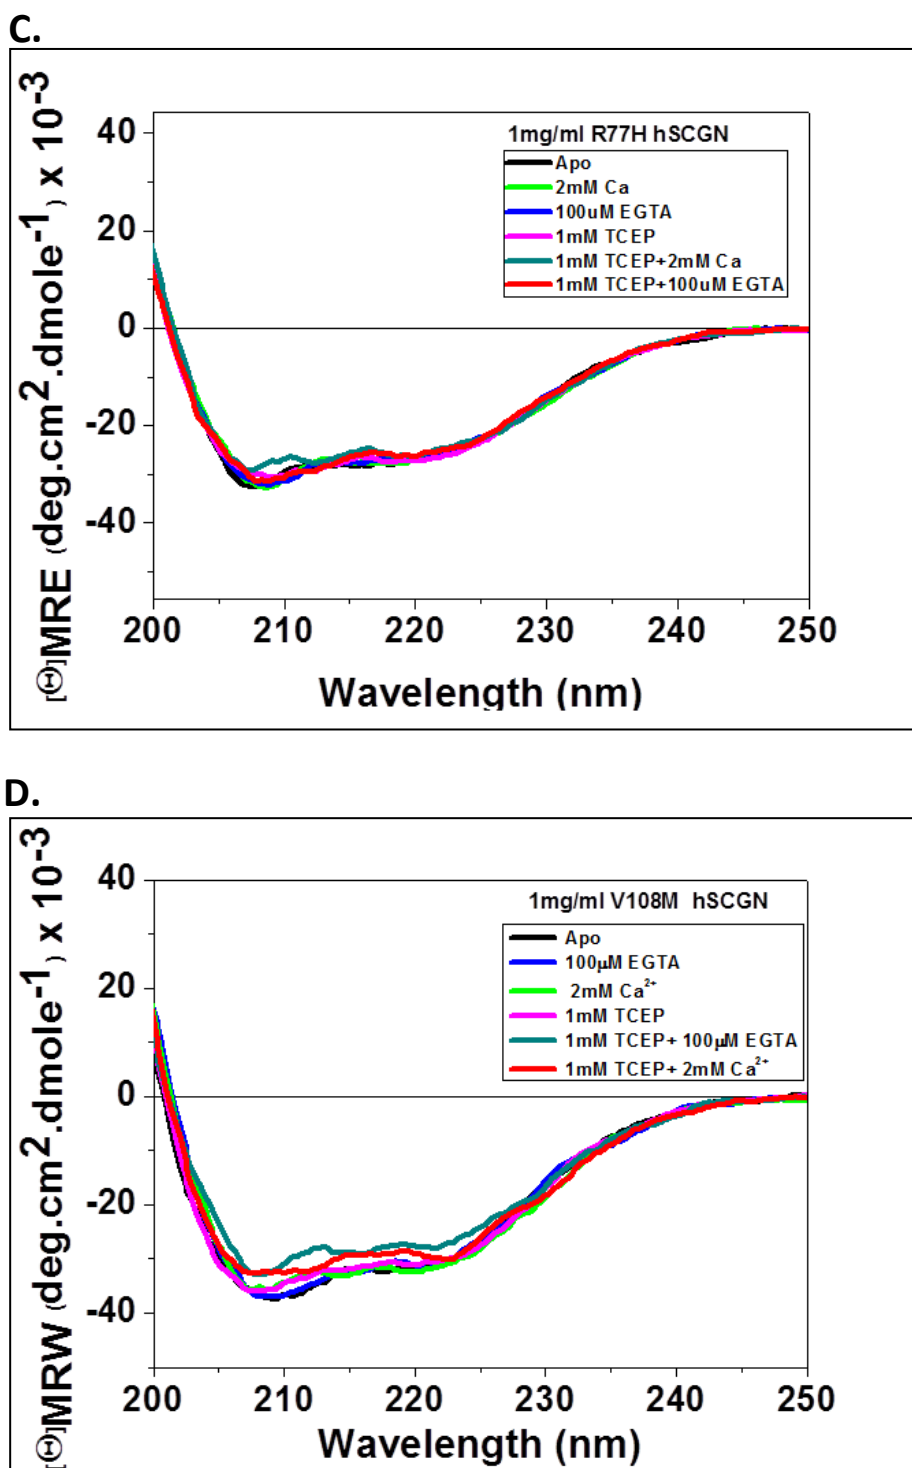 C.
[Θ]MRE (deg.cm2.dmole-1) x 10-3
40
20
0
-20
-40
1mg/ml R77H hSCGN
Apo
2mM Ca
100uM EGTA
1mM TCEP
1mM TCEP+2mM Ca
1mM TCEP+100uM EGTA
200 210 220 230 240 250
Wavelength (nm)
D.
[Θ]MRW (deg.cm2.dmole-1) x 10-3
40
20
0
-20
-40
1mg/ml V108M hSCGN
Apo
100μM EGTA
2mM Ca2+
1mM TCEP
1mM TCEP+ 100μM EGTA
1mM TCEP+ 2mM Ca2+
200 210 220 230 240 250
Wavelength (nm)